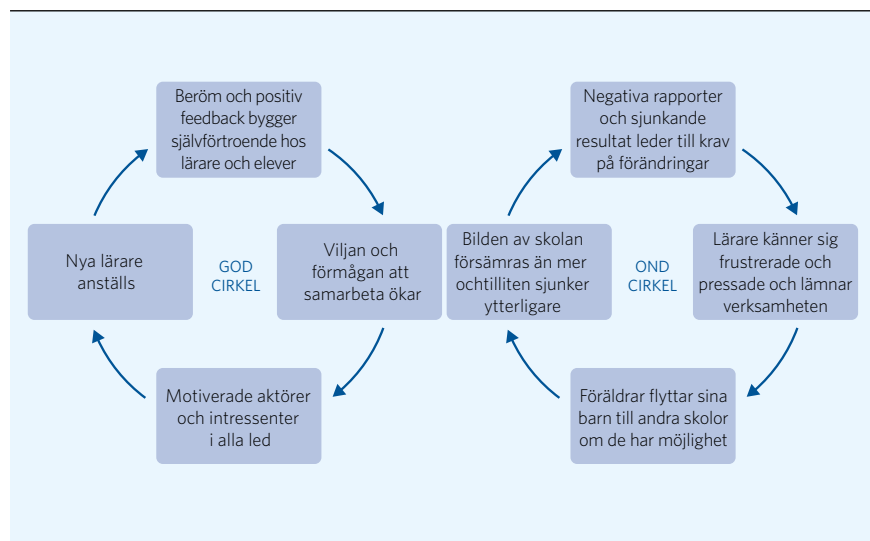 Beröm och positiv
feedback bygger
självförtroende hos
lärare och elever
Viljan och
förmågan att
samarbeta ökar
Motiverade aktörer
och intressenter
i alla led
Nya lärare
anställs
GOD
CIRKEL
Negativa rapporter
och sjunkande
resultat leder till krav
på förändringar
Lärare känner sig
frustrerade och
pressade och lämnar
verksamheten
Föräldrar flyttar sina
barn till andra skolor
om de har möjlighet
Bilden av skolan
försämras än mer
ochtilliten sjunker
ytterligare
OND
CIRKEL